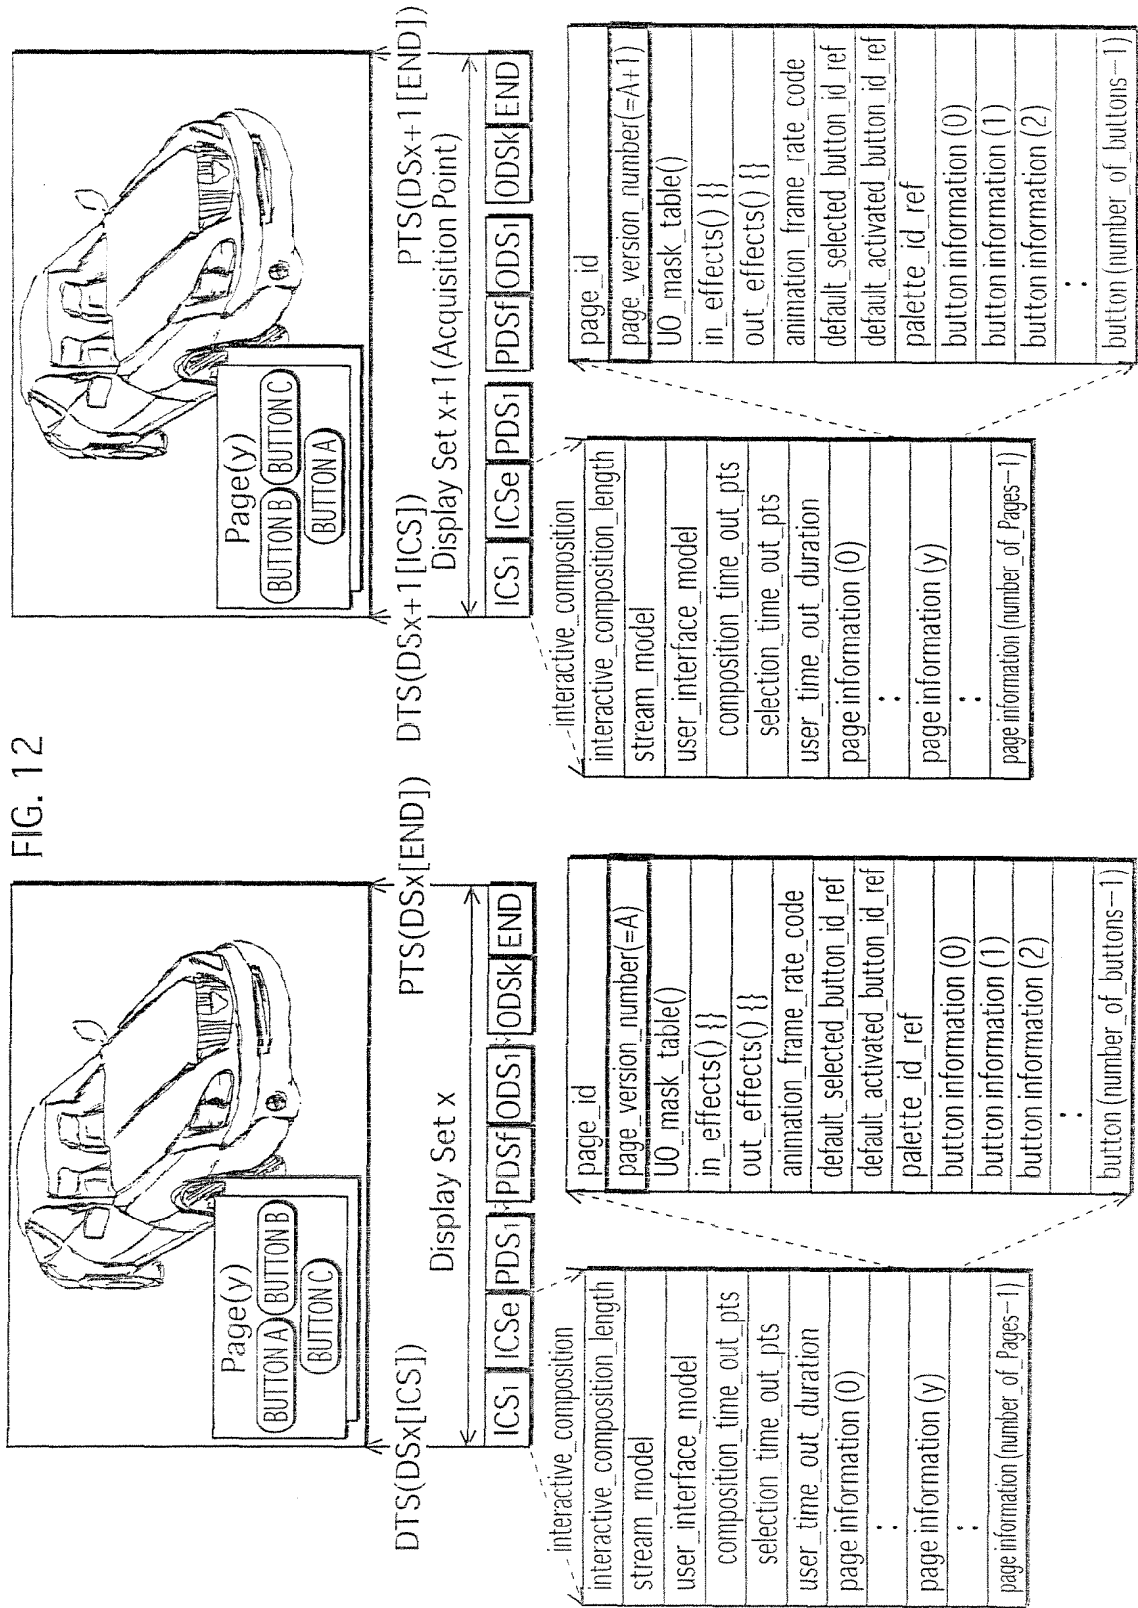 FIG. 12
Page(y)
BUTTON A BUTTON B
BUTTON C
DTS(DSx[ICS])
PTS(DSx[END])
Display Set x
ICS1 ICSe PDS1 PDSf ODS1 ODSk END
interactive_composition
interactive_composition_length
stream_model
user_interface_model
composition_time_out_pts
selection_time_out_pts
user_time_out_duration
page information (0)
:
page information (y)
:
page information (number_of_Pages-1)
page_id
page_version_number(=A)
UO_mask_table()
in_effects() {}
out_effects() {}
animation_frame_rate_code
default_selected_button_id_ref
default_activated_button_id_ref
palette_id_ref
button information (0)
button information (1)
button information (2)
:
button (number_of_buttons-1)
Page(y)
BUTTON B BUTTON C
BUTTON A
DTS(DSx+1[ICS])
PTS(DSx+1[END])
Display Set x+1(Acquisition Point)
ICS1 ICSe PDS1 PDSf ODS1 ODSk END
interactive_composition
interactive_composition_length
stream_model
user_interface_model
composition_time_out_pts
selection_time_out_pts
user_time_out_duration
page information (0)
:
page information (y)
:
page information (number_of_Pages-1)
page_id
page_version_number(=A+1)
UO_mask_table()
in_effects() {}
out_effects() {}
animation_frame_rate_code
default_selected_button_id_ref
default_activated_button_id_ref
palette_id_ref
button information (0)
button information (1)
button information (2)
:
button (number_of_buttons-1)